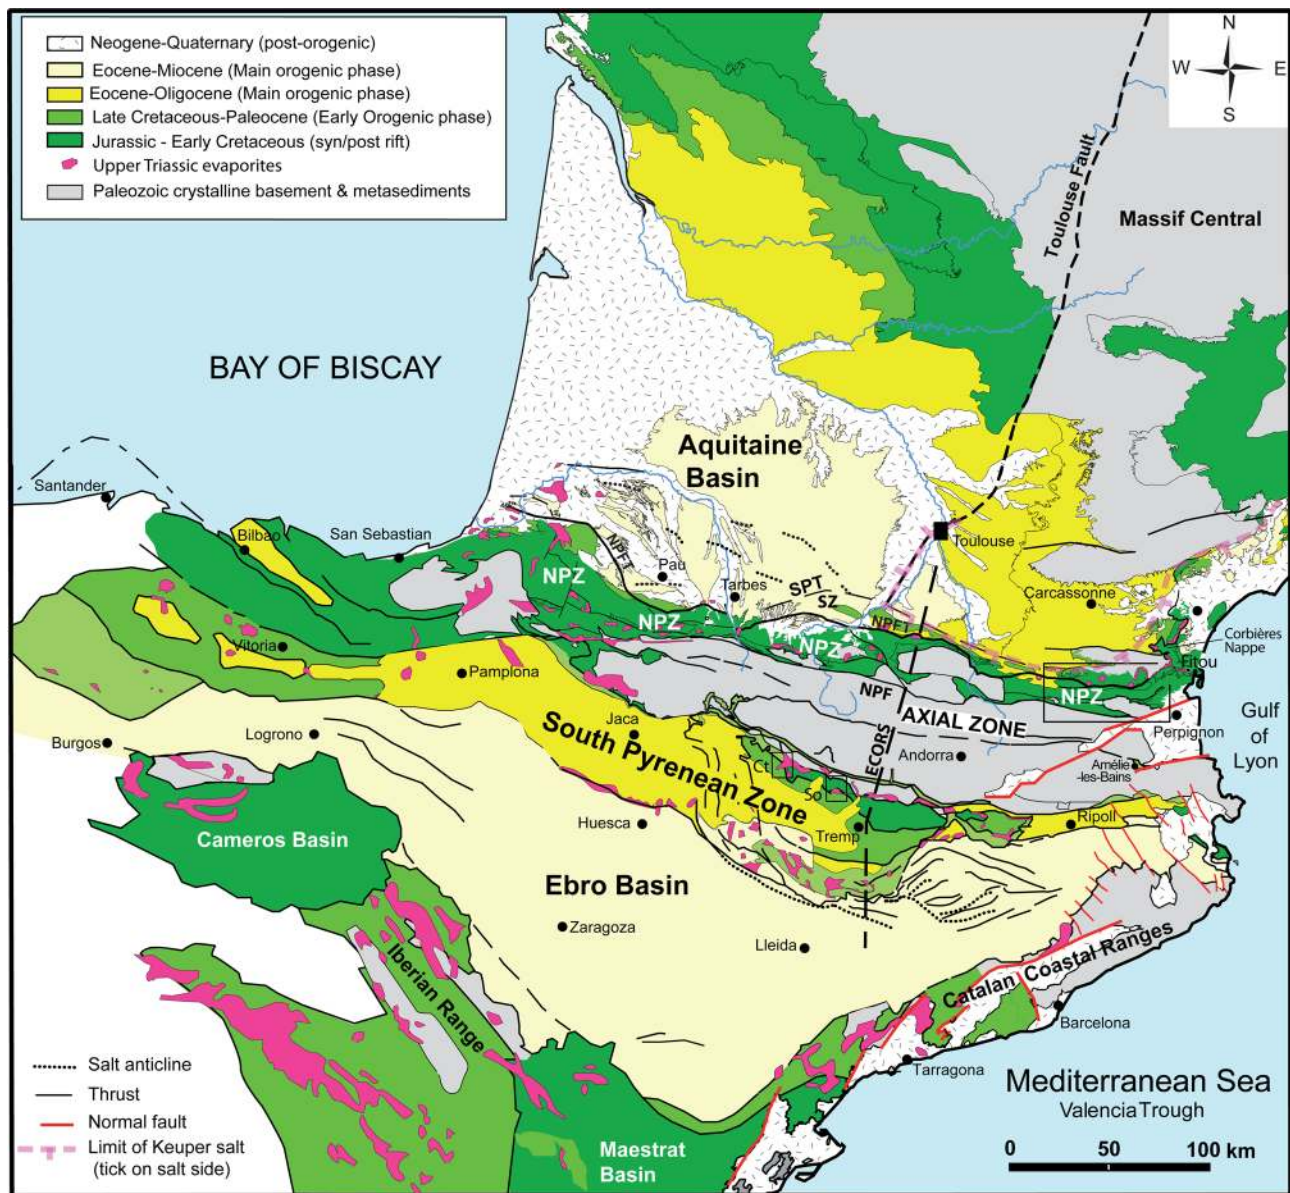 Neogene-Quaternary (post-orogenic)
Eocene-Miocene (Main orogenic phase)
Eocene-Oligocene (Main orogenic phase)
Late Cretaceous-Paleocene (Early Orogenic phase)
Jurassic - Early Cretaceous (syn/post rift)
Upper Triassic evaporites
Paleozoic crystalline basement & metasediments
N
W
E
S
Toulouse Fault
Massif Central
BAY OF BISCAY
Aquitaine
Basin
Santander
Bilbao
San Sebastian
NPFT
NPZ
Pau
Tarbes
SPT
SZ
Toulouse
Carcassonne
NPZ
NPZ
NPFT
Corbières
Nappe
Fitou
NPZ
Vitoria
Pamplona
NPF
AXIAL ZONE
Perpignon
Gulf
of
Lyon
Burgos
Logrono
Jaca
South Pyrenean Zone
ECORS
Andorra
Amélie
-les-Bains
Ct
So
Huesca
Tremp
Ripoll
Cameros Basin
Ebro Basin
Zaragoza
Lleida
Iberian Range
Catalan Coastal Ranges
Barcelona
Tarragona
Mediterranean Sea
Valencia Trough
Maestrat
Basin
Salt anticline
Thrust
Normal fault
Limit of Keuper salt
(tick on salt side)
0
50
100 km